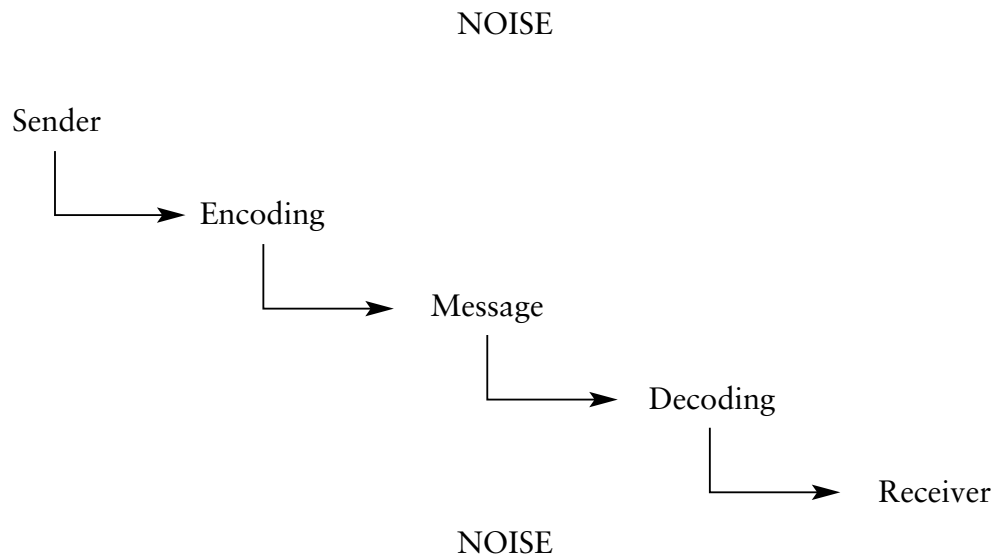 NOISE
Sender
Encoding
Message
Decoding
Receiver
NOISE